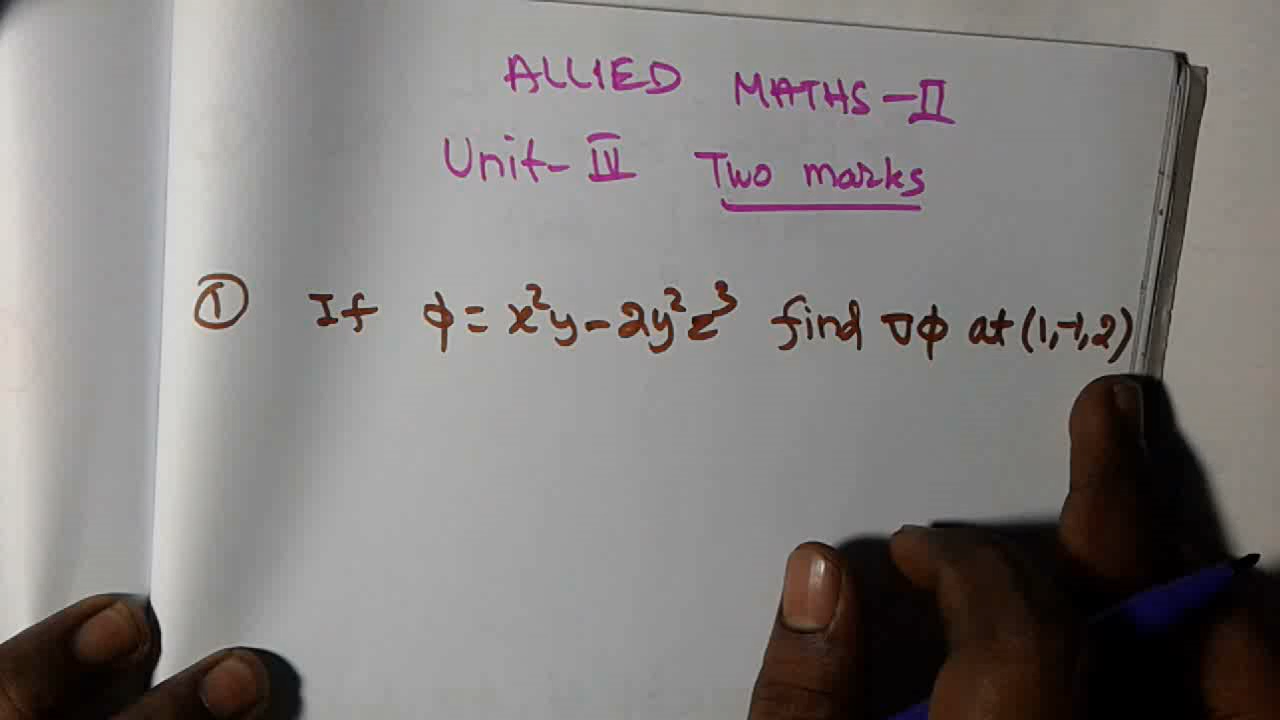 ALLIED MATHS-II
Unit-IV Two marks
① If ϕ = x²y - 2y²z³ find ∇ϕ at (1,-1,2)